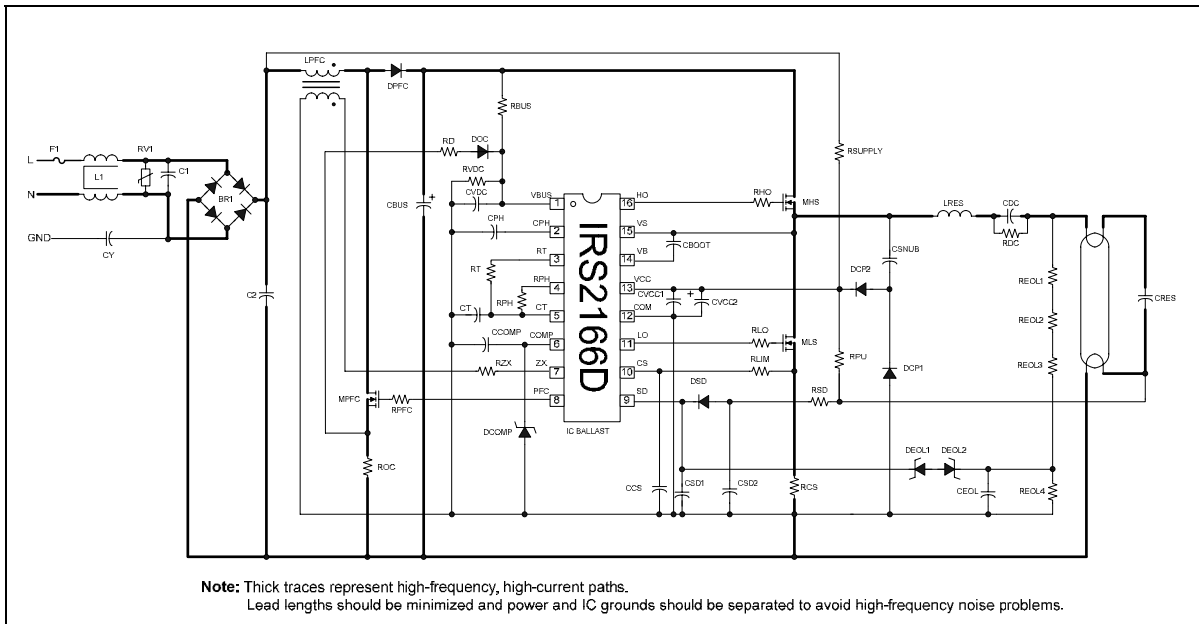 LPFC
DPFC
RBUS
RD
DOC
RSUPPLY
F1
RV1
L
L1
C1
N
BR1
RVDC
CVDC
VBUS
1
16
HO
RHO
MHS
LRES
CDC
RDC
CBUS
+
CPH
CPH
2
15
VS
CBOOT
CSNUB
GND
CY
RT
3
14
VB
RT
RPH
4
13
VCC
DCP2
REOL1
C2
RPH
CVCC1
+
CVCC2
CT
CT
5
12
COM
CRES
CCOMP
COMP
6
11
LO
RLO
MLS
REOL2
RZX
ZX
7
10
CS
RLIM
RPU
DCP1
REOL3
MPFC
RPFC
PFC
8
9
SD
DSD
RSD
IRS2166D
IC BALLAST
DCOMP
DEOL1
DEOL2
ROC
CCS
CSD1
CSD2
RCS
CEOL
REOL4
Note: Thick traces represent high-frequency, high-current paths.
Lead lengths should be minimized and power and IC grounds should be separated to avoid high-frequency noise problems.